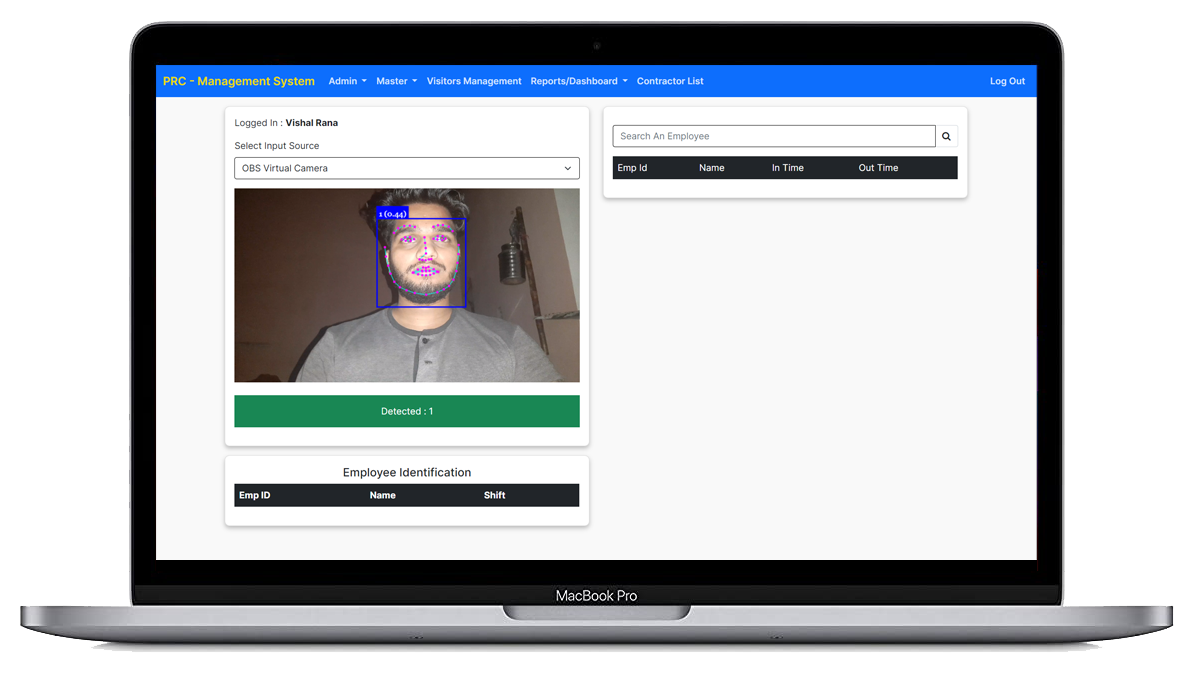 PRC - Management System Admin Master Visitors Management Reports/Dashboard Contractor List Log Out
Logged In : Vishal Rana
Select Input Source
OBS Virtual Camera
1 (0.44)
Detected : 1
Employee Identification
Emp ID Name Shift
Search An Employee
Emp Id Name In Time Out Time
MacBook Pro